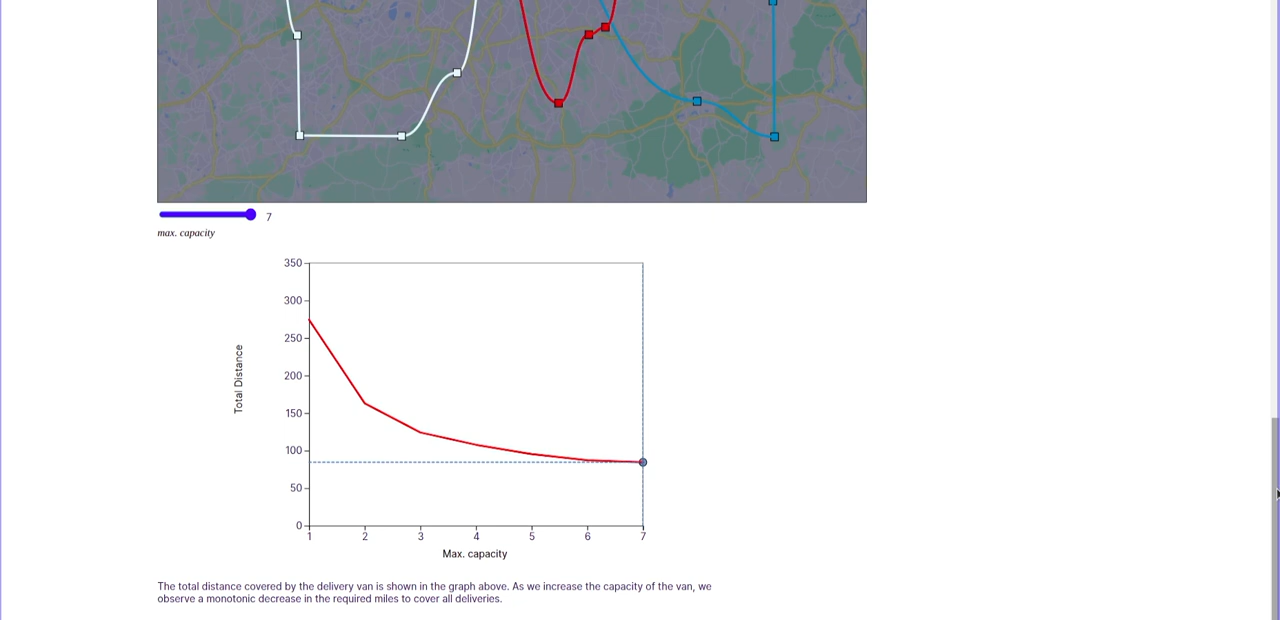 7
max. capacity
350
300
250
200
150
100
50
0
Total Distance
1 2 3 4 5 6 7
Max. capacity
The total distance covered by the delivery van is shown in the graph above. As we increase the capacity of the van, we
observe a monotonic decrease in the required miles to cover all deliveries.